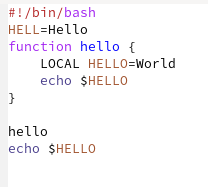 #!/bin/bash
HELL=Hello
function hello {
    LOCAL HELLO=World
    echo $HELLO
}

hello
echo $HELLO